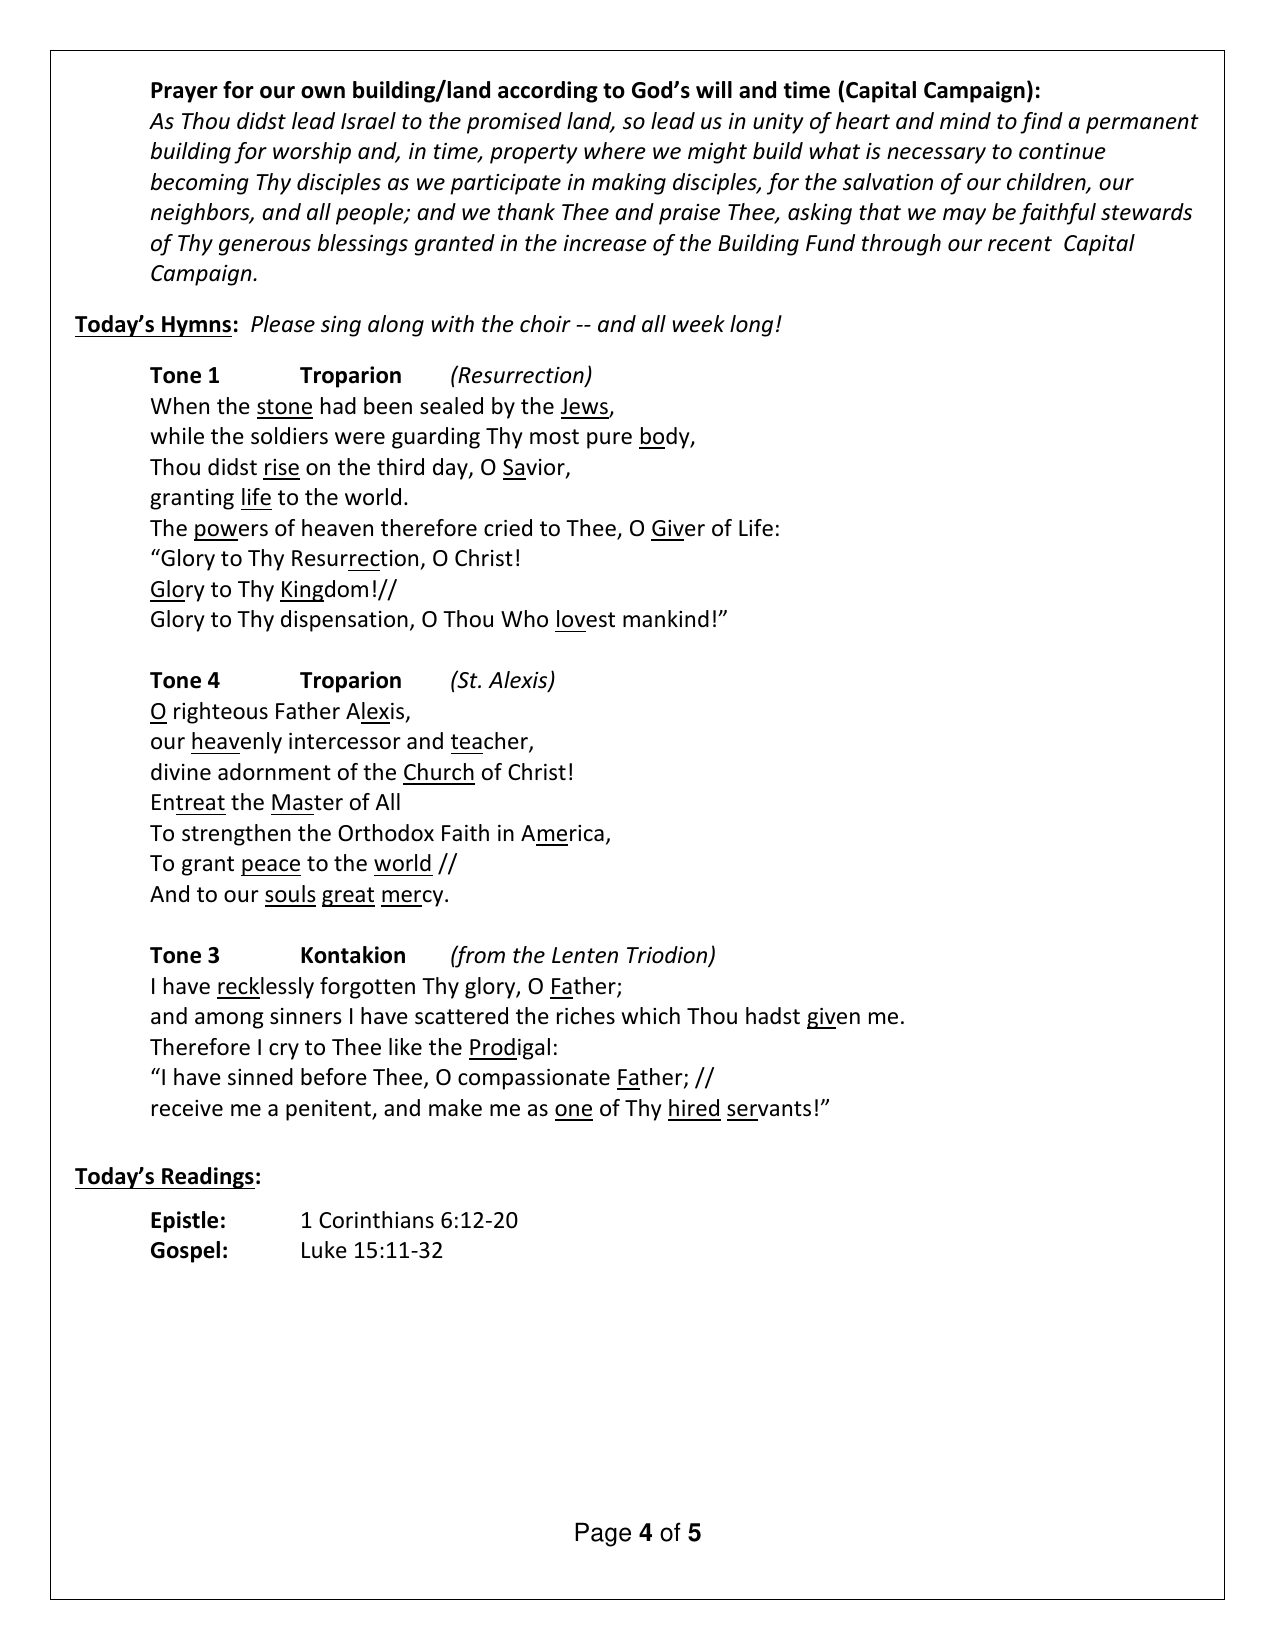 Prayer for our own building/land according to God’s will and time (Capital Campaign):
As Thou didst lead Israel to the promised land, so lead us in unity of heart and mind to find a permanent
building for worship and, in time, property where we might build what is necessary to continue
becoming Thy disciples as we participate in making disciples, for the salvation of our children, our
neighbors, and all people; and we thank Thee and praise Thee, asking that we may be faithful stewards
of Thy generous blessings granted in the increase of the Building Fund through our recent  Capital
Campaign.
Today’s Hymns:  Please sing along with the choir -- and all week long!
Tone 1 Troparion (Resurrection)
When the stone had been sealed by the Jews,
while the soldiers were guarding Thy most pure body,
Thou didst rise on the third day, O Savior,
granting life to the world.
The powers of heaven therefore cried to Thee, O Giver of Life:
“Glory to Thy Resurrection, O Christ!
Glory to Thy Kingdom!//
Glory to Thy dispensation, O Thou Who lovest mankind!”
Tone 4 Troparion (St. Alexis)
O righteous Father Alexis,
our heavenly intercessor and teacher,
divine adornment of the Church of Christ!
Entreat the Master of All
To strengthen the Orthodox Faith in America,
To grant peace to the world //
And to our souls great mercy.
Tone 3 Kontakion (from the Lenten Triodion)
I have recklessly forgotten Thy glory, O Father;
and among sinners I have scattered the riches which Thou hadst given me.
Therefore I cry to Thee like the Prodigal:
“I have sinned before Thee, O compassionate Father; //
receive me a penitent, and make me as one of Thy hired servants!”
Today’s Readings:
Epistle: 1 Corinthians 6:12-20
Gospel: Luke 15:11-32
Page 4 of 5